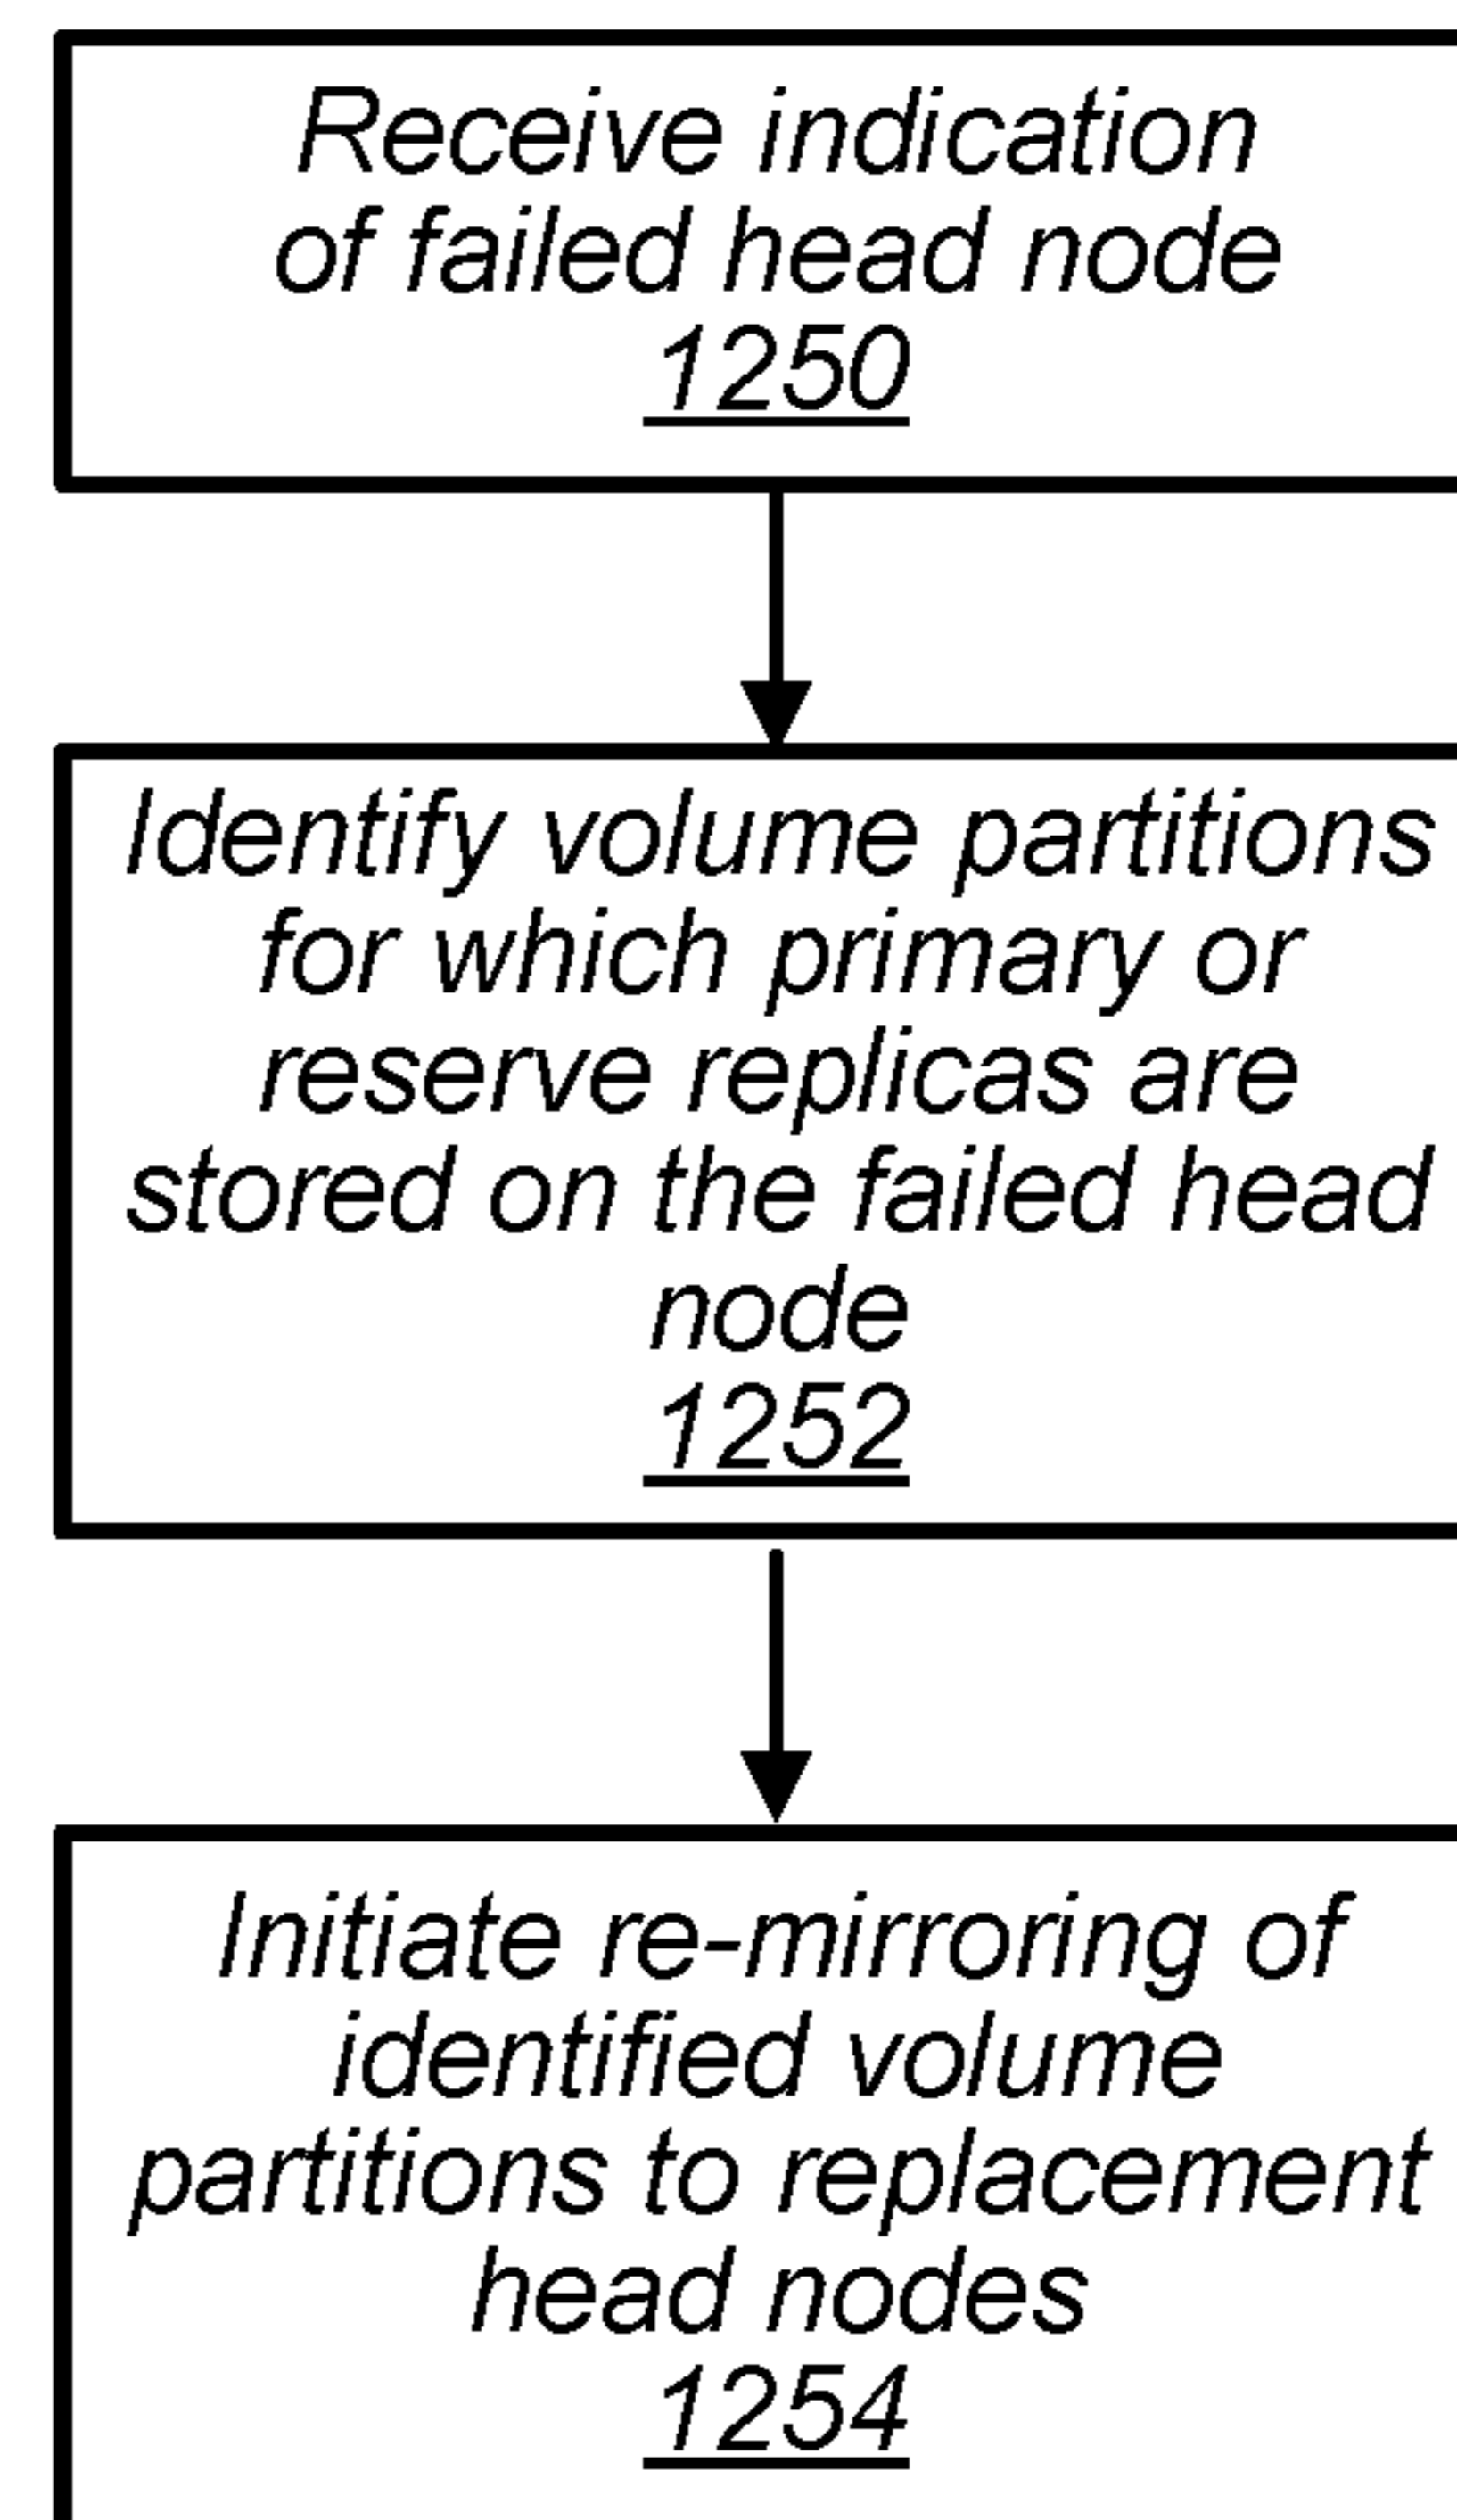 Receive indication
of failed head node
1250
Identify volume partitions
for which primary or
reserve replicas are
stored on the failed head
node
1252
Initiate re-mirroring of
identified volume
partitions to replacement
head nodes
1254